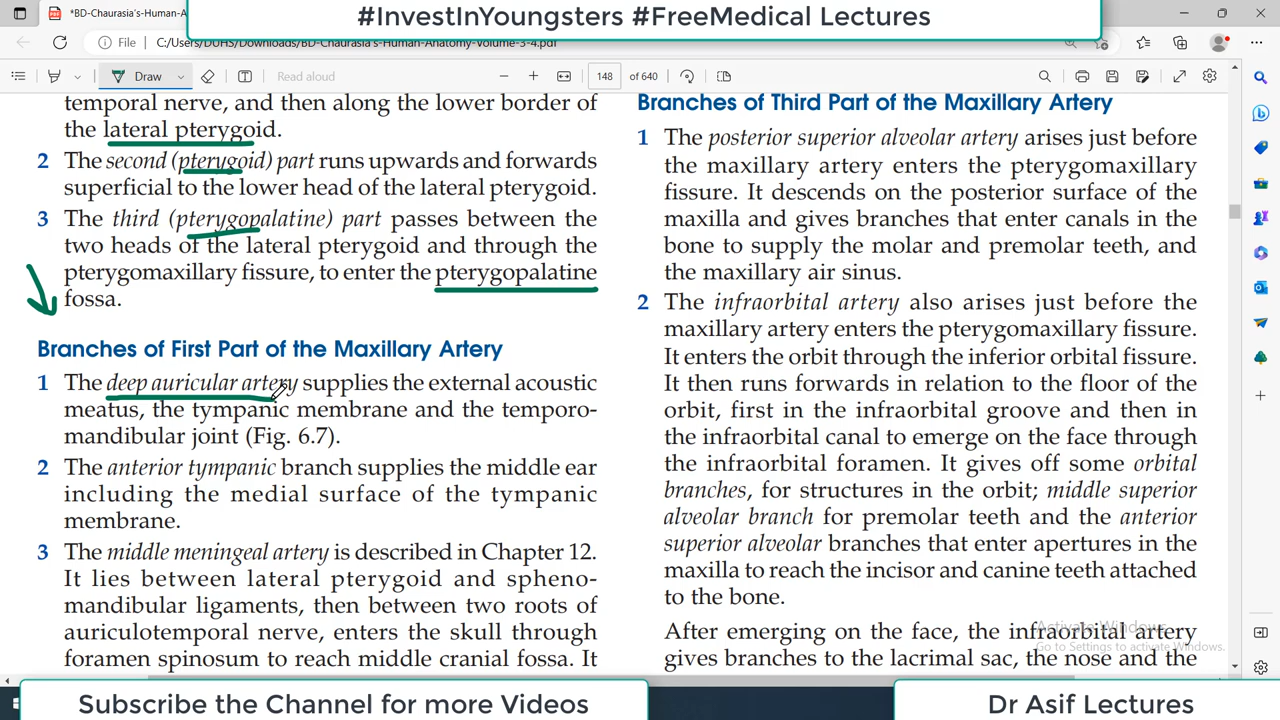 #InvestInYoungsters #FreeMedical Lectures
*BD-Chaurasia's-Human-A
File
C:/Users/DUHS/Downloads/BD-Chaurasia's-Human-Anatomy-Volume-3-4.pdf
Draw
Read aloud
148 of 640
temporal nerve, and then along the lower border of
the lateral pterygoid.
2 The second (pterygoid) part runs upwards and forwards
superficial to the lower head of the lateral pterygoid.
3 The third (pterygopalatine) part passes between the
two heads of the lateral pterygoid and through the
pterygomaxillary fissure, to enter the pterygopalatine
fossa.
Branches of First Part of the Maxillary Artery
1 The deep auricular artery supplies the external acoustic
meatus, the tympanic membrane and the temporo-
mandibular joint (Fig. 6.7).
2 The anterior tympanic branch supplies the middle ear
including the medial surface of the tympanic
membrane.
3 The middle meningeal artery is described in Chapter 12.
It lies between lateral pterygoid and spheno-
mandibular ligaments, then between two roots of
auriculotemporal nerve, enters the skull through
foramen spinosum to reach middle cranial fossa. It
Branches of Third Part of the Maxillary Artery
1 The posterior superior alveolar artery arises just before
the maxillary artery enters the pterygomaxillary
fissure. It descends on the posterior surface of the
maxilla and gives branches that enter canals in the
bone to supply the molar and premolar teeth, and
the maxillary air sinus.
2 The infraorbital artery also arises just before the
maxillary artery enters the pterygomaxillary fissure.
It enters the orbit through the inferior orbital fissure.
It then runs forwards in relation to the floor of the
orbit, first in the infraorbital groove and then in
the infraorbital canal to emerge on the face through
the infraorbital foramen. It gives off some orbital
branches, for structures in the orbit; middle superior
alveolar branch for premolar teeth and the anterior
superior alveolar branches that enter apertures in the
maxilla to reach the incisor and canine teeth attached
to the bone.
After emerging on the face, the infraorbital artery
gives branches to the lacrimal sac, the nose and the
Activate Windows
Go to Settings to activate Windows.
Subscribe the Channel for more Videos
Dr Asif Lectures